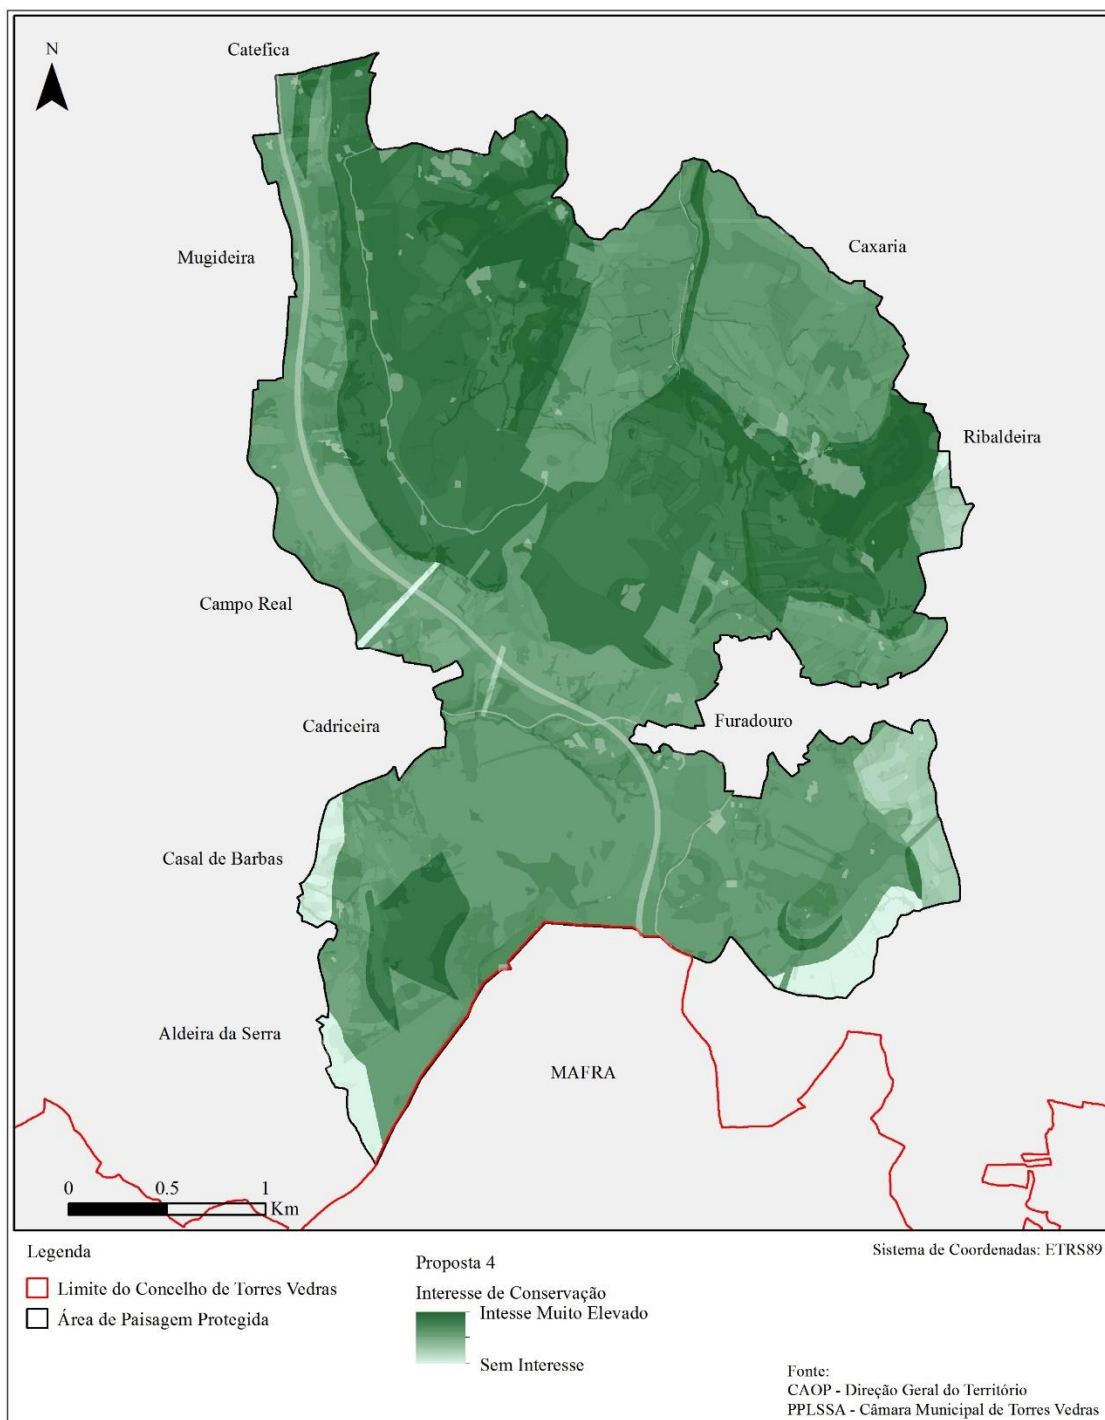 Catefica
N
Mugideira
Caxaria
Ribaldeira
Campo Real
Cadriceira
Furadouro
Casal de Barbas
Aldeira da Serra
MAFRA
0 0.5 1
Km
Legenda
Limite do Concelho de Torres Vedras
Área de Paisagem Protegida
Proposta 4
Interesse de Conservação
Intesse Muito Elevado
Sem Interesse
Sistema de Coordenadas: ETRS89
Fonte:
CAOP - Direção Geral do Território
PPLSSA - Câmara Municipal de Torres Vedras